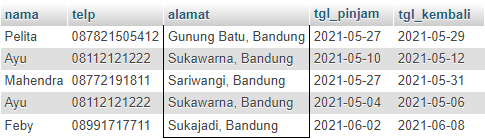 nama telp alamat tgl_pinjam tgl_kembali
Pelita 087821505412 Gunung Batu, Bandung 2021-05-27 2021-05-29
Ayu 08112121222 Sukawarna, Bandung 2021-05-10 2021-05-12
Mahendra 08772191811 Sariwangi, Bandung 2021-05-27 2021-05-31
Ayu 08112121222 Sukawarna, Bandung 2021-05-04 2021-05-06
Feby 08991717711 Sukajadi, Bandung 2021-06-02 2021-06-08